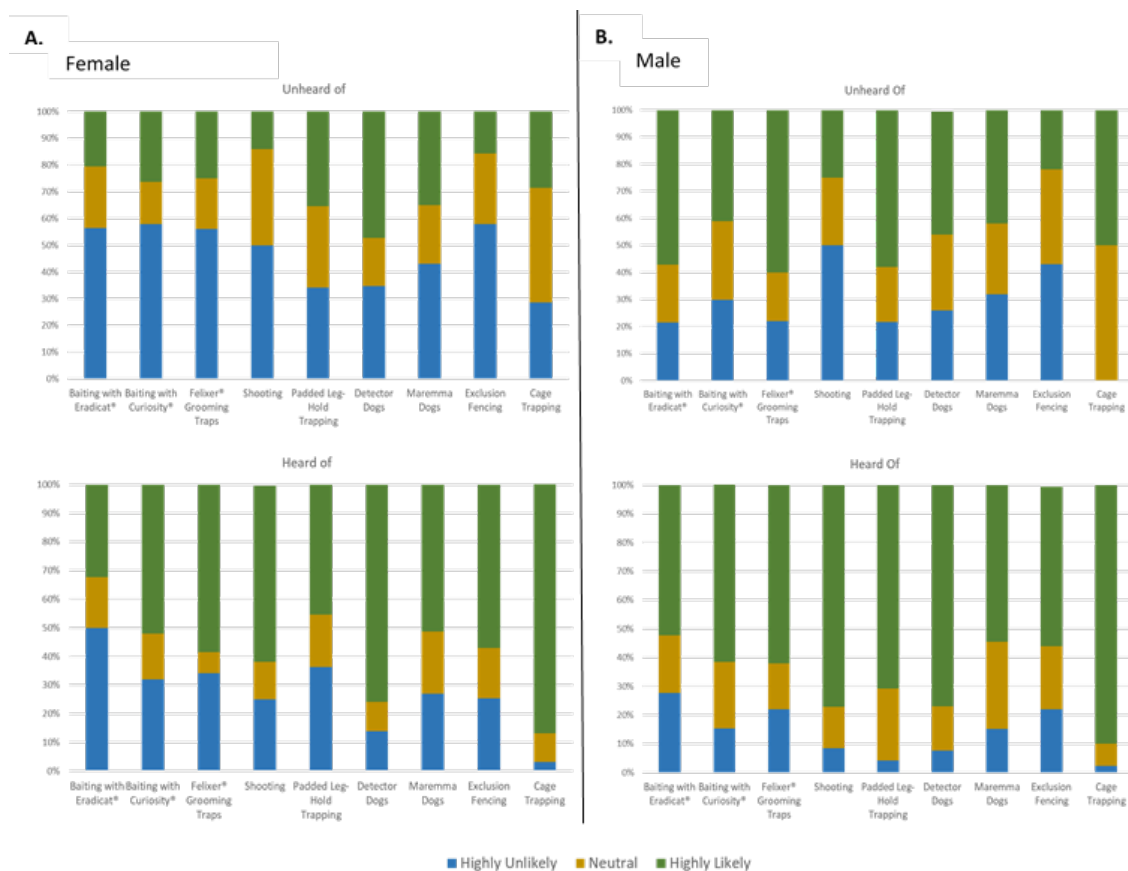 A.
Female
Unheard of
100%
90%
80%
70%
60%
50%
40%
30%
20%
10%
0%
Baiting with Eradicat®
Baiting with Curiosity®
Felixer® Grooming Traps
Shooting
Padded Leg-Hold Trapping
Detector Dogs
Maremma Dogs
Exclusion Fencing
Cage Trapping
Heard of
100%
90%
80%
70%
60%
50%
40%
30%
20%
10%
0%
Baiting with Eradicat®
Baiting with Curiosity®
Felixer® Grooming Traps
Shooting
Padded Leg-Hold Trapping
Detector Dogs
Maremma Dogs
Exclusion Fencing
Cage Trapping
B.
Male
Unheard Of
100%
90%
80%
70%
60%
50%
40%
30%
20%
10%
0%
Baiting with Eradicat®
Baiting with Curiosity®
Felixer® Grooming Traps
Shooting
Padded Leg-Hold Trapping
Detector Dogs
Maremma Dogs
Exclusion Fencing
Cage Trapping
Heard Of
100%
90%
80%
70%
60%
50%
40%
30%
20%
10%
0%
Baiting with Eradicat®
Baiting with Curiosity®
Felixer® Grooming Traps
Shooting
Padded Leg-Hold Trapping
Detector Dogs
Maremma Dogs
Exclusion Fencing
Cage Trapping
Highly Unlikely Neutral Highly Likely